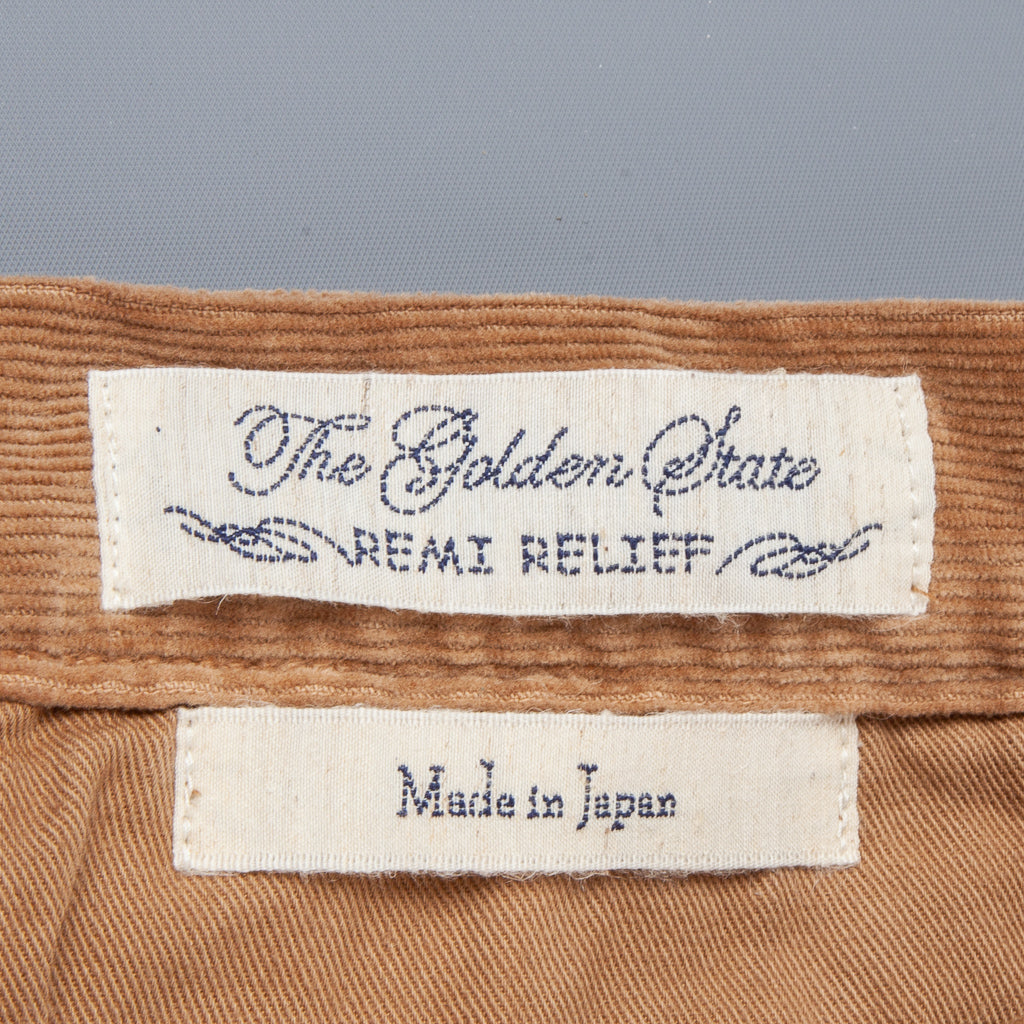 The Golden State
REMI RELIEF
Made in Japan